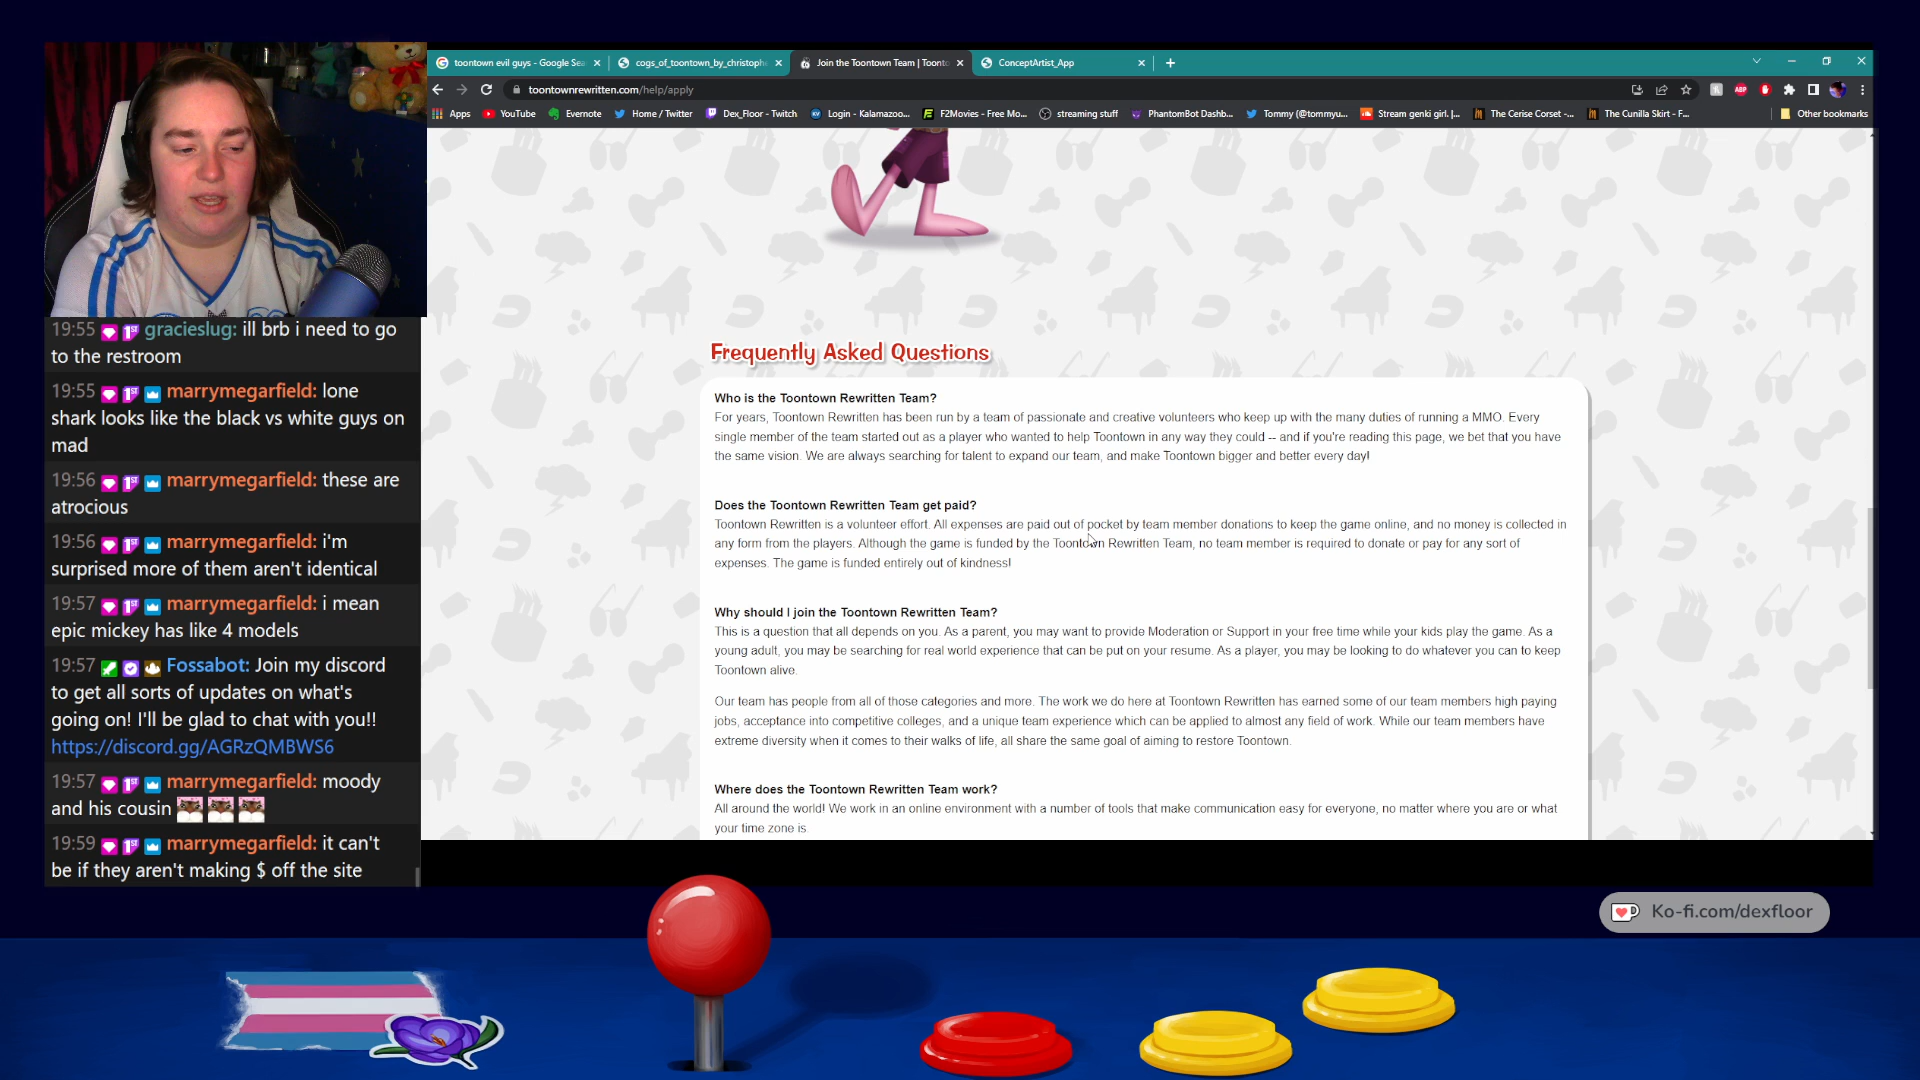 toontown evil guys - Google Sea
cogs_of_toontown_by_christoph
Join the Toontown Team | Toonto
ConceptArtist_App
toontownrewritten.com/help/apply
Apps
YouTube
Evernote
Home / Twitter
Dex_Floor - Twitch
Login - Kalamazoo...
F2Movies - Free Mo...
streaming stuff
PhantomBot Dashb...
Tommy (@tommyu...
Stream genki girl. |...
The Cerise Corset -...
The Cunilla Skirt - F...
Other bookmarks
19:55 gracieslug: ill brb i need to go
to the restroom
19:55 marrymegarfield: lone
shark looks like the black vs white guys on
mad
19:56 marrymegarfield: these are
atrocious
19:56 marrymegarfield: i'm
surprised more of them aren't identical
19:57 marrymegarfield: i mean
epic mickey has like 4 models
19:57 Fossabot: Join my discord
to get all sorts of updates on what's
going on! I'll be glad to chat with you!!
https://discord.gg/AGRzQMBWS6
19:57 marrymegarfield: moody
and his cousin
19:59 marrymegarfield: it can't
be if they aren't making $ off the site
Frequently Asked Questions
Who is the Toontown Rewritten Team?
For years, Toontown Rewritten has been run by a team of passionate and creative volunteers who keep up with the many duties of running a MMO. Every
single member of the team started out as a player who wanted to help Toontown in any way they could -- and if you're reading this page, we bet that you have
the same vision. We are always searching for talent to expand our team, and make Toontown bigger and better every day!
Does the Toontown Rewritten Team get paid?
Toontown Rewritten is a volunteer effort. All expenses are paid out of pocket by team member donations to keep the game online, and no money is collected in
any form from the players. Although the game is funded by the Toontown Rewritten Team, no team member is required to donate or pay for any sort of
expenses. The game is funded entirely out of kindness!
Why should I join the Toontown Rewritten Team?
This is a question that all depends on you. As a parent, you may want to provide Moderation or Support in your free time while your kids play the game. As a
young adult, you may be searching for real world experience that can be put on your resume. As a player, you may be looking to do whatever you can to keep
Toontown alive.
Our team has people from all of those categories and more. The work we do here at Toontown Rewritten has earned some of our team members high paying
jobs, acceptance into competitive colleges, and a unique team experience which can be applied to almost any field of work. While our team members have
extreme diversity when it comes to their walks of life, all share the same goal of aiming to restore Toontown.
Where does the Toontown Rewritten Team work?
All around the world! We work in an online environment with a number of tools that make communication easy for everyone, no matter where you are or what
your time zone is
Ko-fi.com/dexfloor